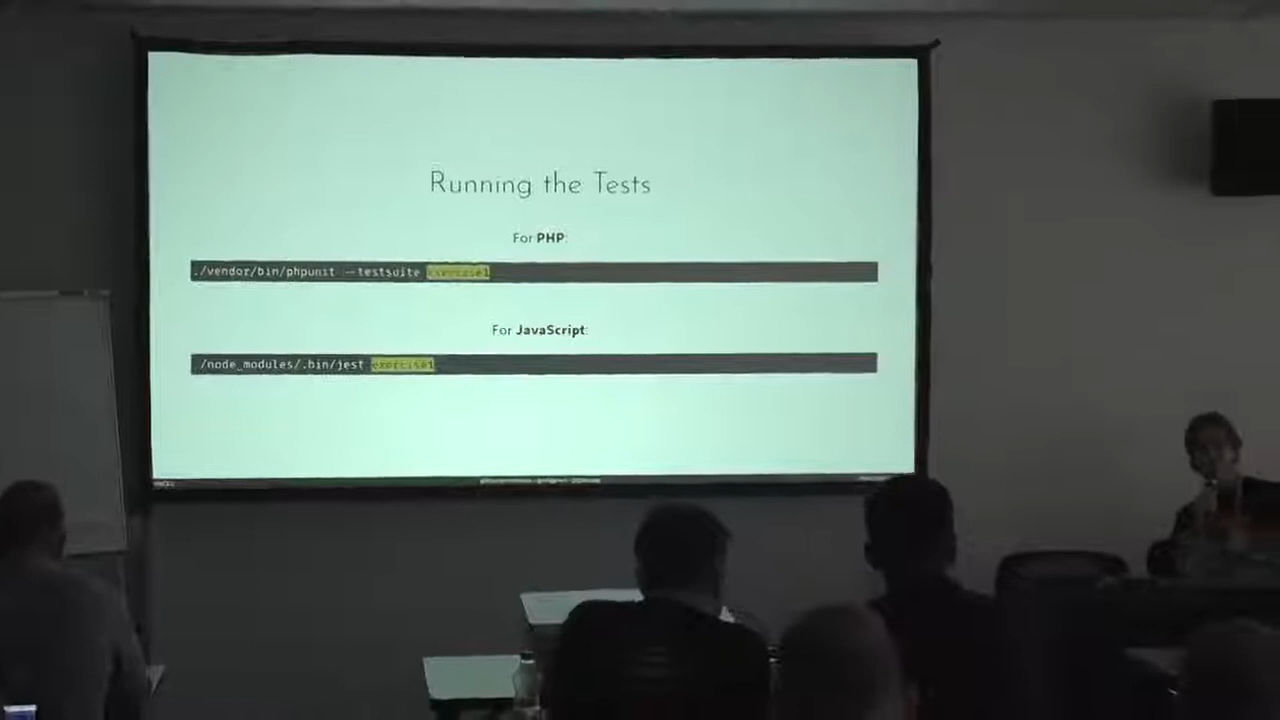 Running the Tests
For PHP:
./vendor/bin/phpunit --testsuite exercise1
For JavaScript:
/node_modules/.bin/jest exercise1